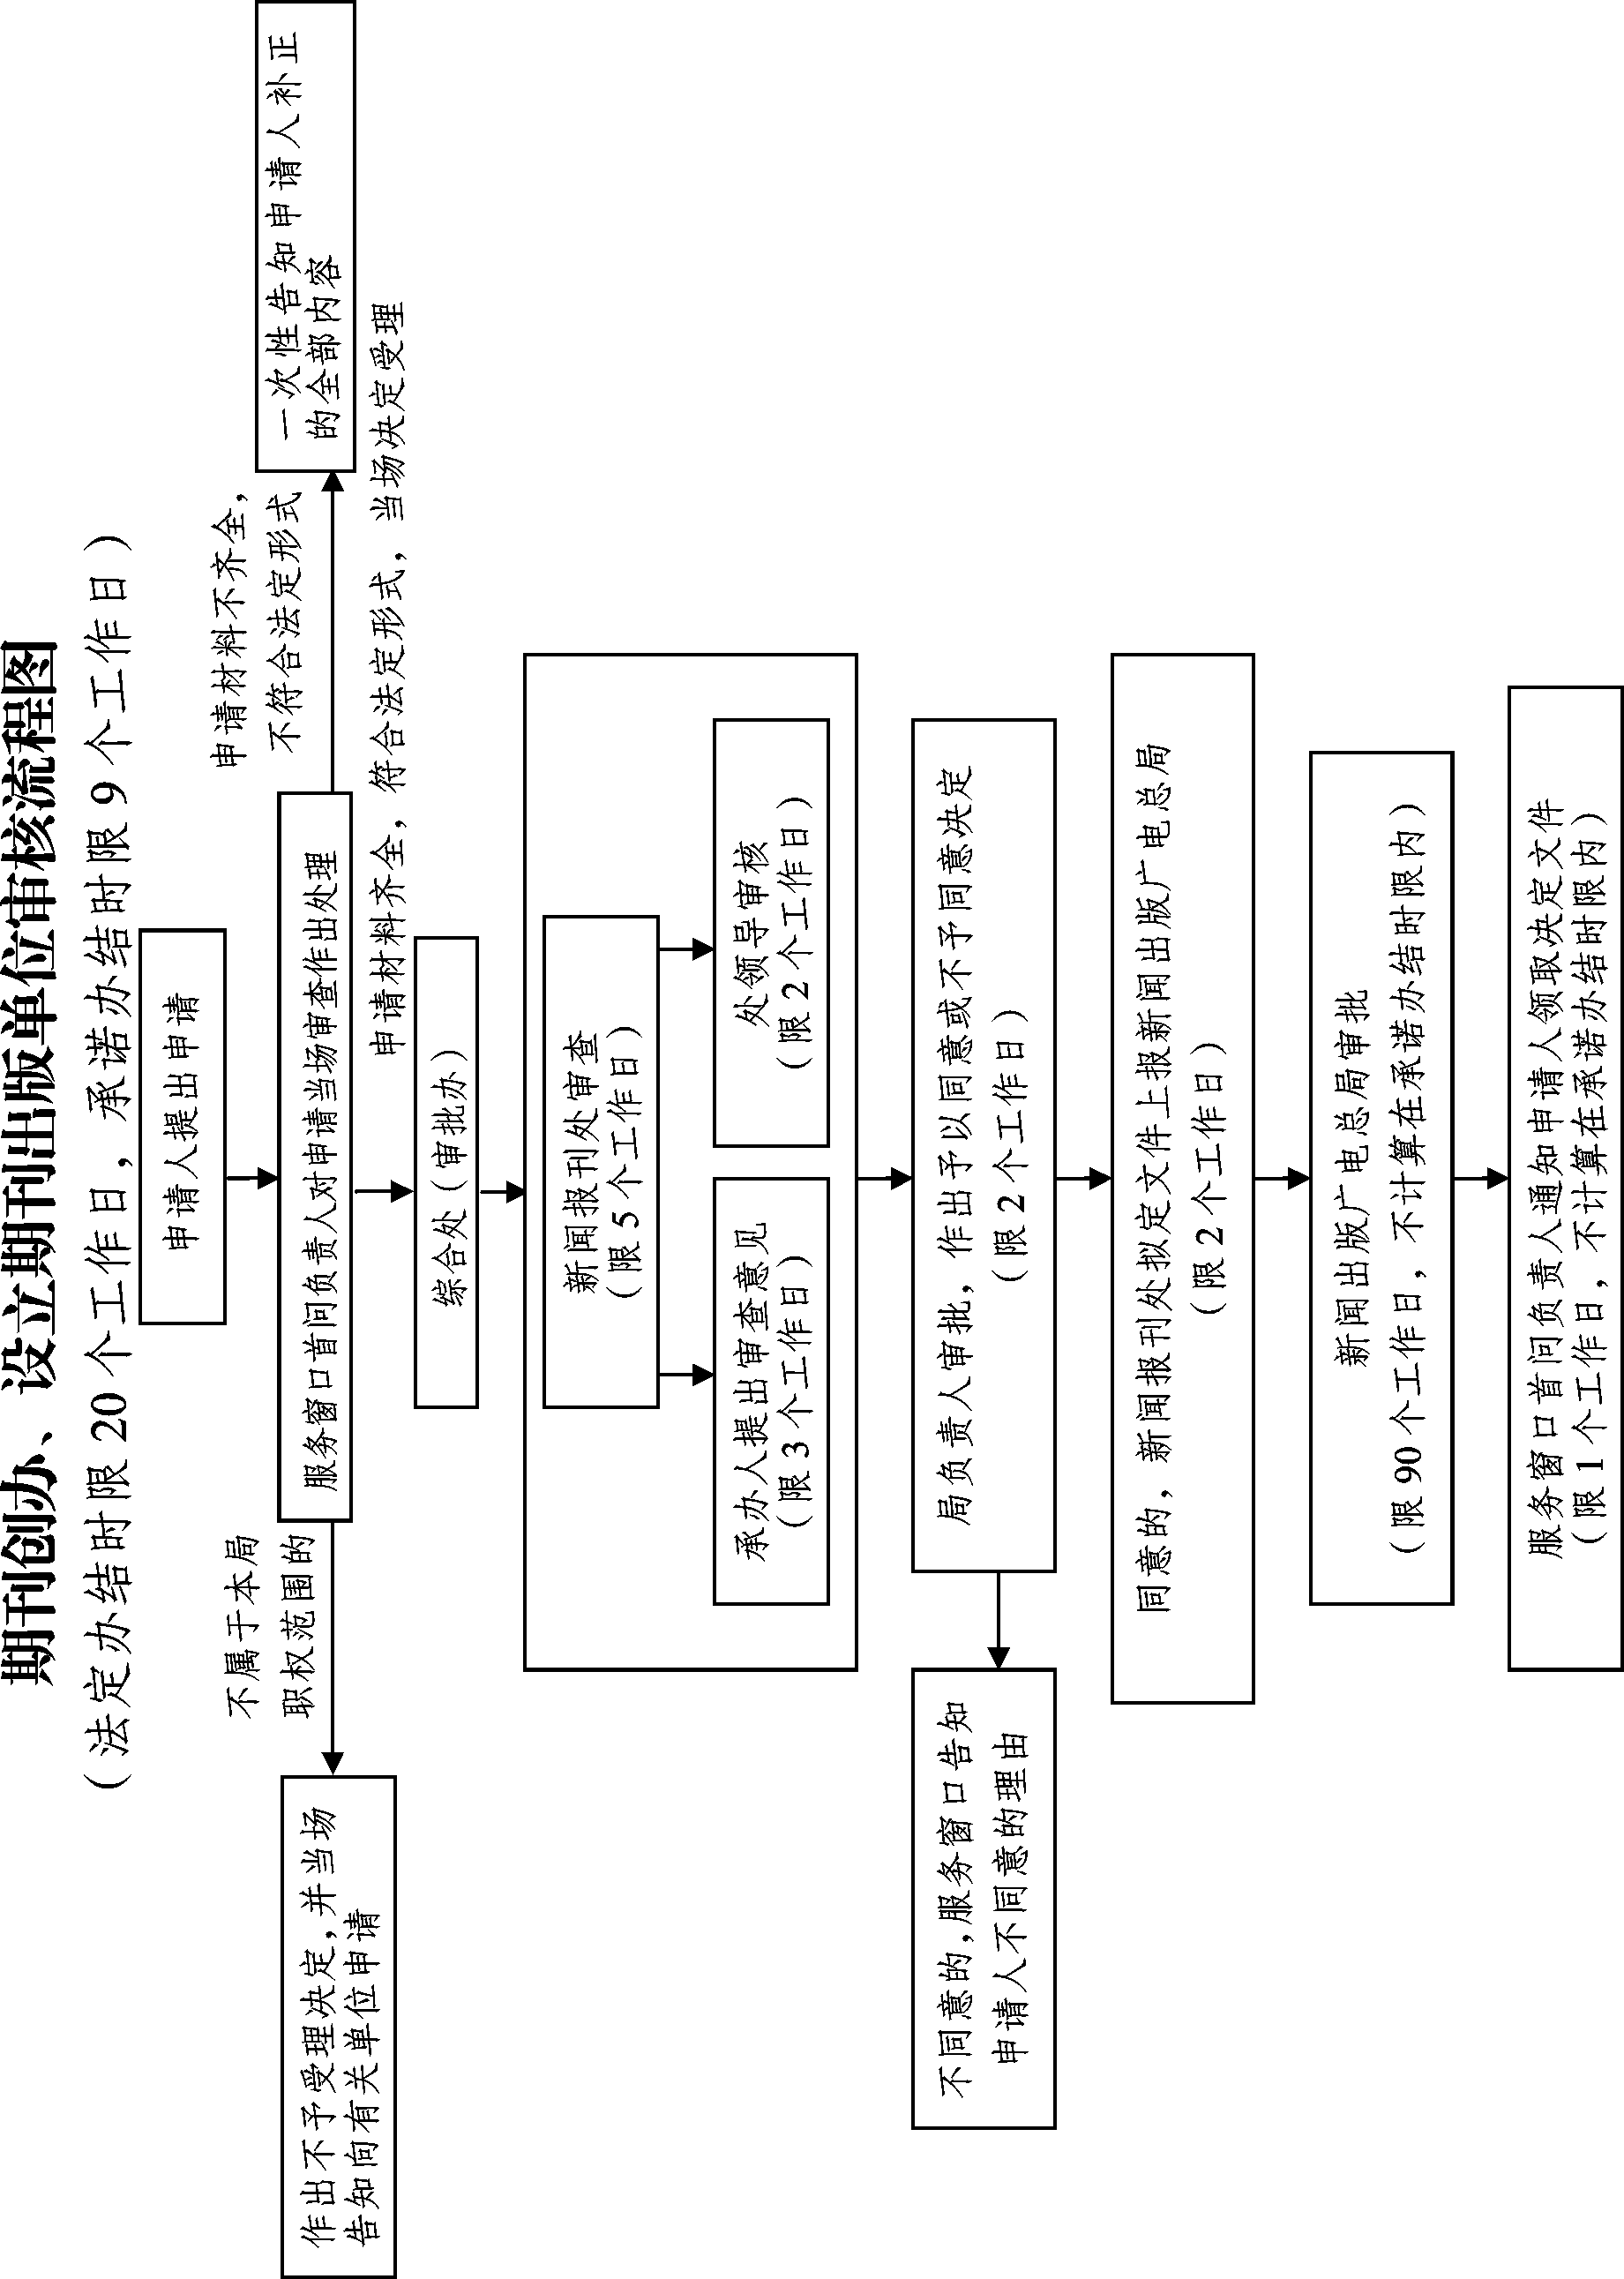 期刊创办、设立期刊出版单位审核流程图
（法定办结时限 20 个工作日，承诺办结时限 9 个工作日）
申请人提出申请
服务窗口首问负责人对申请当场审查作出处理
不属于本局
职权范围的
作出不予受理决定,并当场
告知向有关单位申请
申请材料不齐全,
不符合法定形式
一次性告知申请人补正
的全部内容
申请材料齐全，符合法定形式，当场决定受理
综合处（审批办）
新闻报刊处审查
（限 5 个工作日）
承办人提出审查意见
（限 3 个工作日）
处领导审核
（限 2 个工作日）
局负责人审批，作出予以同意或不予同意决定
（限 2 个工作日）
不同意的,服务窗口告知
申请人不同意的理由
同意的，新闻报刊处拟定文件上报新闻出版广电总局
（限 2 个工作日）
新闻出版广电总局审批
（限 90 个工作日，不计算在承诺办结时限内）
服务窗口首问负责人通知申请人领取决定文件
（限 1 个工作日，不计算在承诺办结时限内）